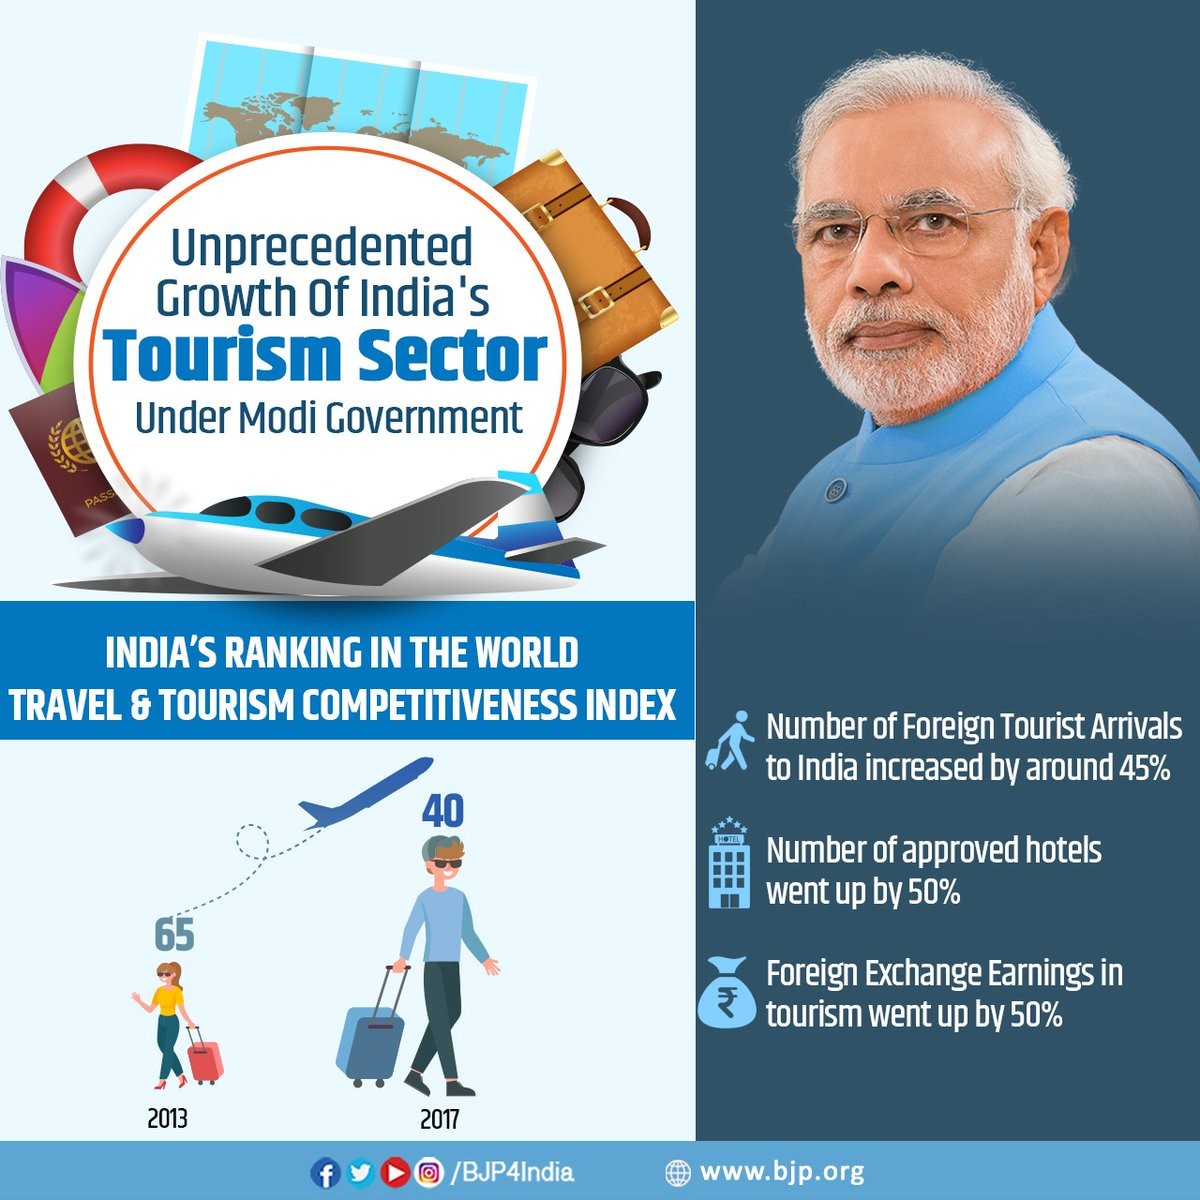 Unprecedented
Growth Of India's
Tourism Sector
Under Modi Government
PASS
INDIA'S RANKING IN THE WORLD
TRAVEL & TOURISM COMPETITIVENESS INDEX
65
2013
40
2017
Number of Foreign Tourist Arrivals
to India increased by around 45%
HOTEL
Number of approved hotels
went up by 50%
₹
Foreign Exchange Earnings in
tourism went up by 50%
/BJP4India
www.bjp.org